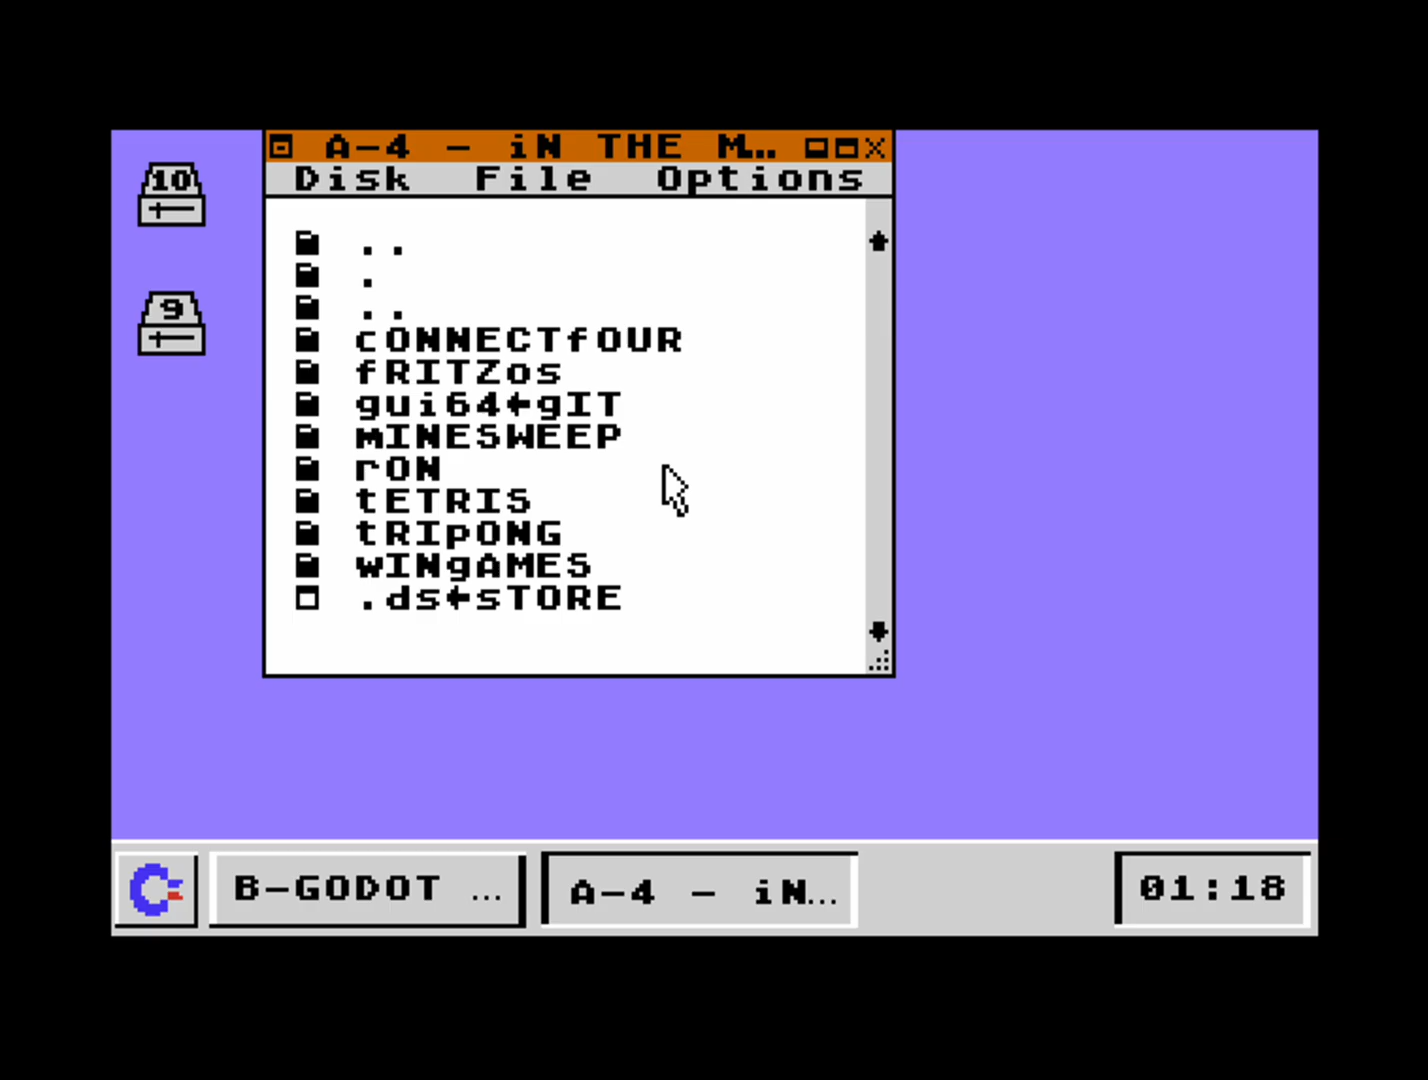 A-4 - iN THE M...
Disk File Options
10
9
..
.
..
cONNECTfOUR
fRITZos
gui64←gIT
mINESWEEP
rON
tETRIS
tRIpONG
wINgAMES
.ds←sTORE
B-GODOT ...
A-4 - iN...
01:18